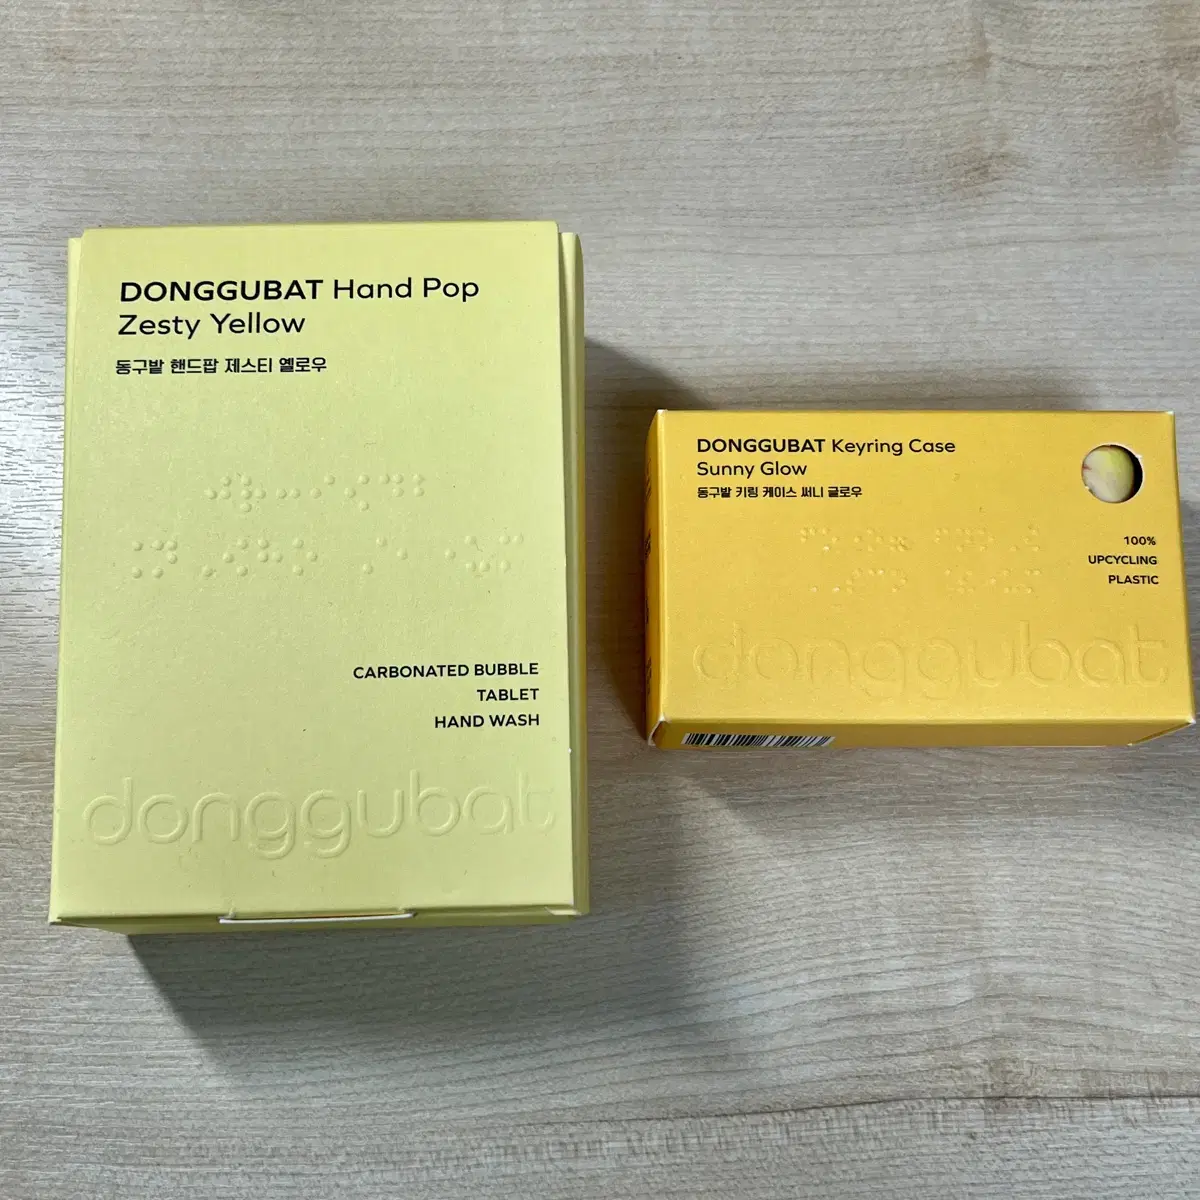 DONGGUBAT Hand Pop
Zesty Yellow
동구밭 핸드팝 제스티 옐로우
CARBONATED BUBBLE
TABLET
HAND WASH
donggubat
DONGGUBAT Keyring Case
Sunny Glow
동구밭 키링 케이스 써니 글로우
100%
UPCYCLING
PLASTIC
donggubat